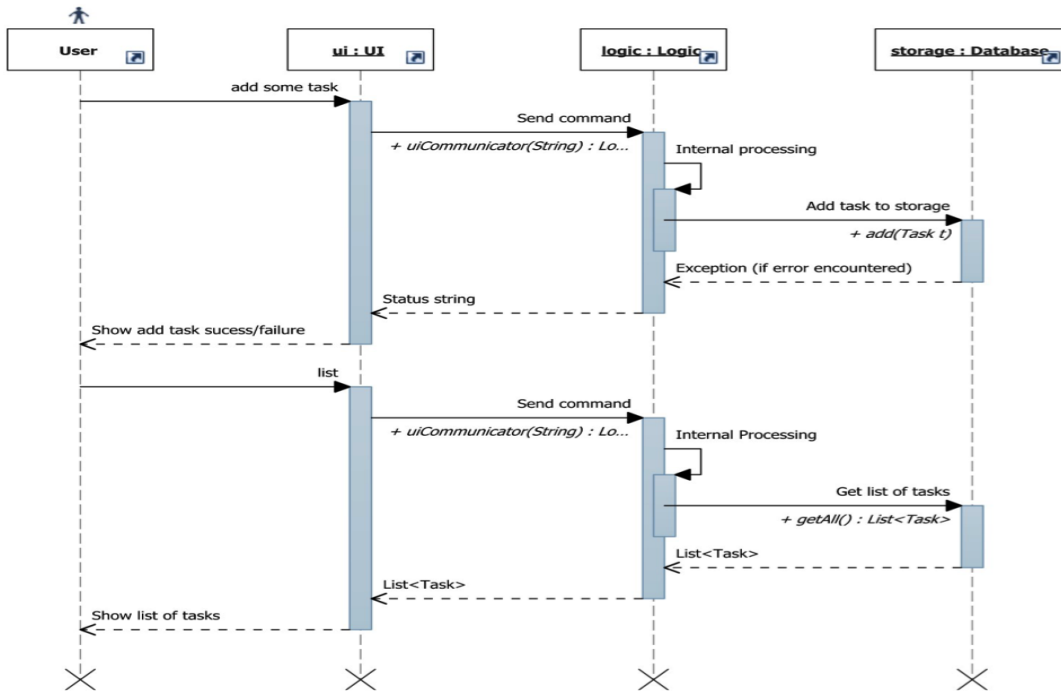 User
ui : UI
logic : Logic
storage : Database
add some task
Send command
+ uiCommunicator(String) : Lo...
Internal processing
Add task to storage
+ add(Task t)
Exception (if error encountered)
Status string
Show add task sucess/failure
list
Send command
+ uiCommunicator(String) : Lo...
Internal Processing
Get list of tasks
+ getAll() : List<Task>
List<Task>
List<Task>
Show list of tasks